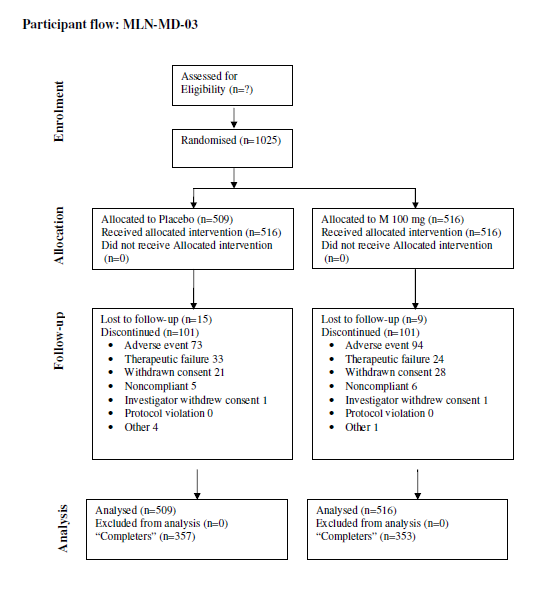 Participant flow: MLN-MD-03
Enrolment
Assessed for
Eligibility (n=?)
Randomised (n=1025)
Allocation
Allocated to Placebo (n=509)
Received allocated intervention (n=516)
Did not receive Allocated intervention
(n=0)
Allocated to M 100 mg (n=516)
Received allocated intervention (n=516)
Did not receive Allocated intervention
(n=0)
Follow-up
Lost to follow-up (n=15)
Discontinued (n=101)
• Adverse event 73
• Therapeutic failure 33
• Withdrawn consent 21
• Noncompliant 5
• Investigator withdrew consent 1
• Protocol violation 0
• Other 4
Lost to follow-up (n=9)
Discontinued (n=101)
• Adverse event 94
• Therapeutic failure 24
• Withdrawn consent 28
• Noncompliant 6
• Investigator withdrew consent 1
• Protocol violation 0
• Other 1
Analysis
Analysed (n=509)
Excluded from analysis (n=0)
“Completers” (n=357)
Analysed (n=516)
Excluded from analysis (n=0)
“Completers” (n=353)